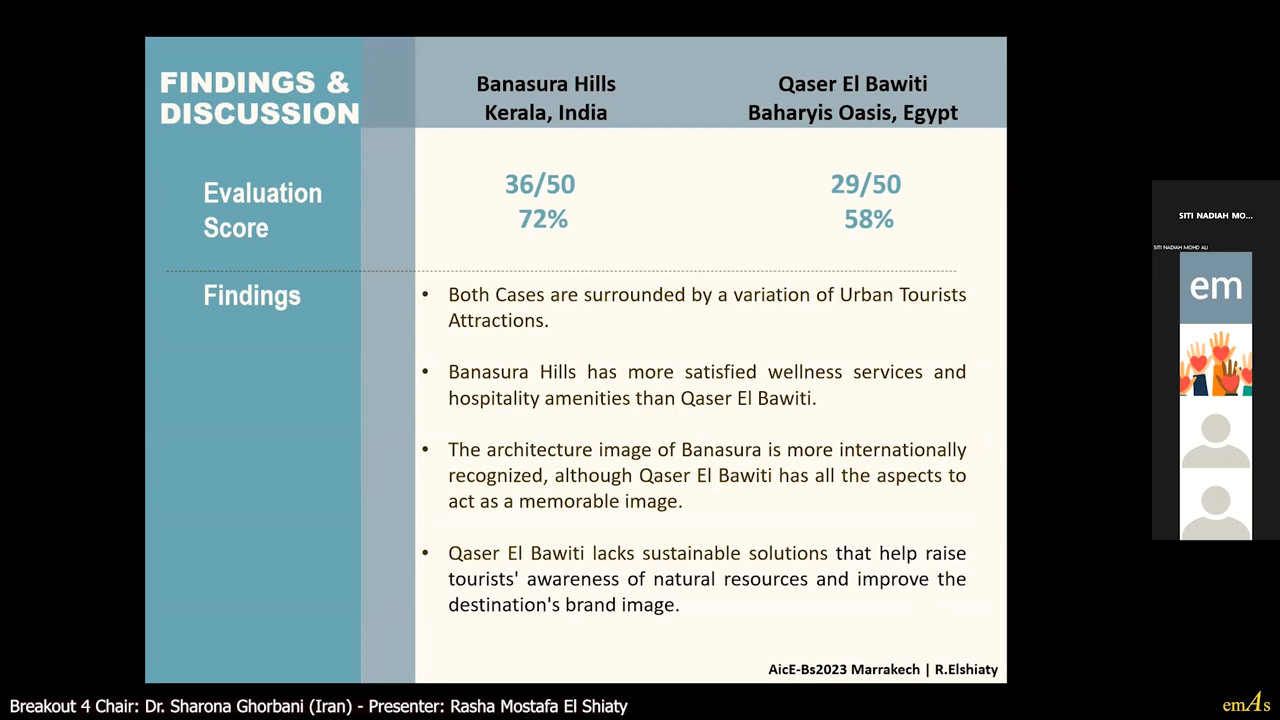 FINDINGS &
DISCUSSION
Banasura Hills
Kerala, India
Qaser El Bawiti
Baharyis Oasis, Egypt
Evaluation
Score
36/50
72%
29/50
58%
Findings
• Both Cases are surrounded by a variation of Urban Tourists
Attractions.
• Banasura Hills has more satisfied wellness services and
hospitality amenities than Qaser El Bawiti.
• The architecture image of Banasura is more internationally
recognized, although Qaser El Bawiti has all the aspects to
act as a memorable image.
• Qaser El Bawiti lacks sustainable solutions that help raise
tourists' awareness of natural resources and improve the
destination's brand image.
AicE-Bs2023 Marrakech | R.Elshiaty
SITI NADIAH MO...
SITI NADIAH MOHD ALI
em
Breakout 4 Chair: Dr. Sharona Ghorbani (Iran) - Presenter: Rasha Mostafa El Shiaty
emAs